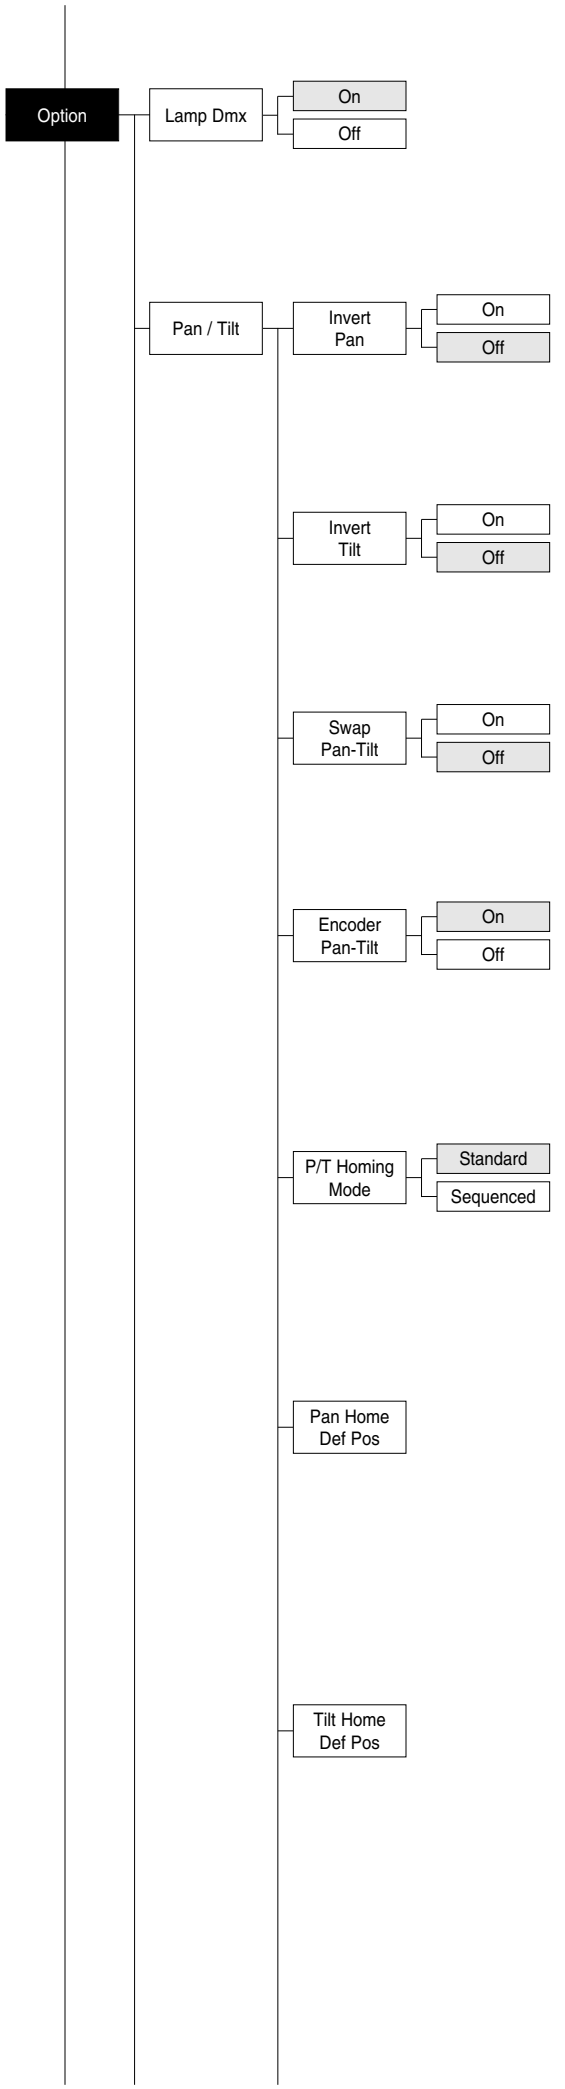 Option
Lamp Dmx
On
Off
Pan / Tilt
Invert
Pan
On
Off
Invert
Tilt
On
Off
Swap
Pan-Tilt
On
Off
Encoder
Pan-Tilt
On
Off
P/T Homing
Mode
Standard
Sequenced
Pan Home
Def Pos
Tilt Home
Def Pos